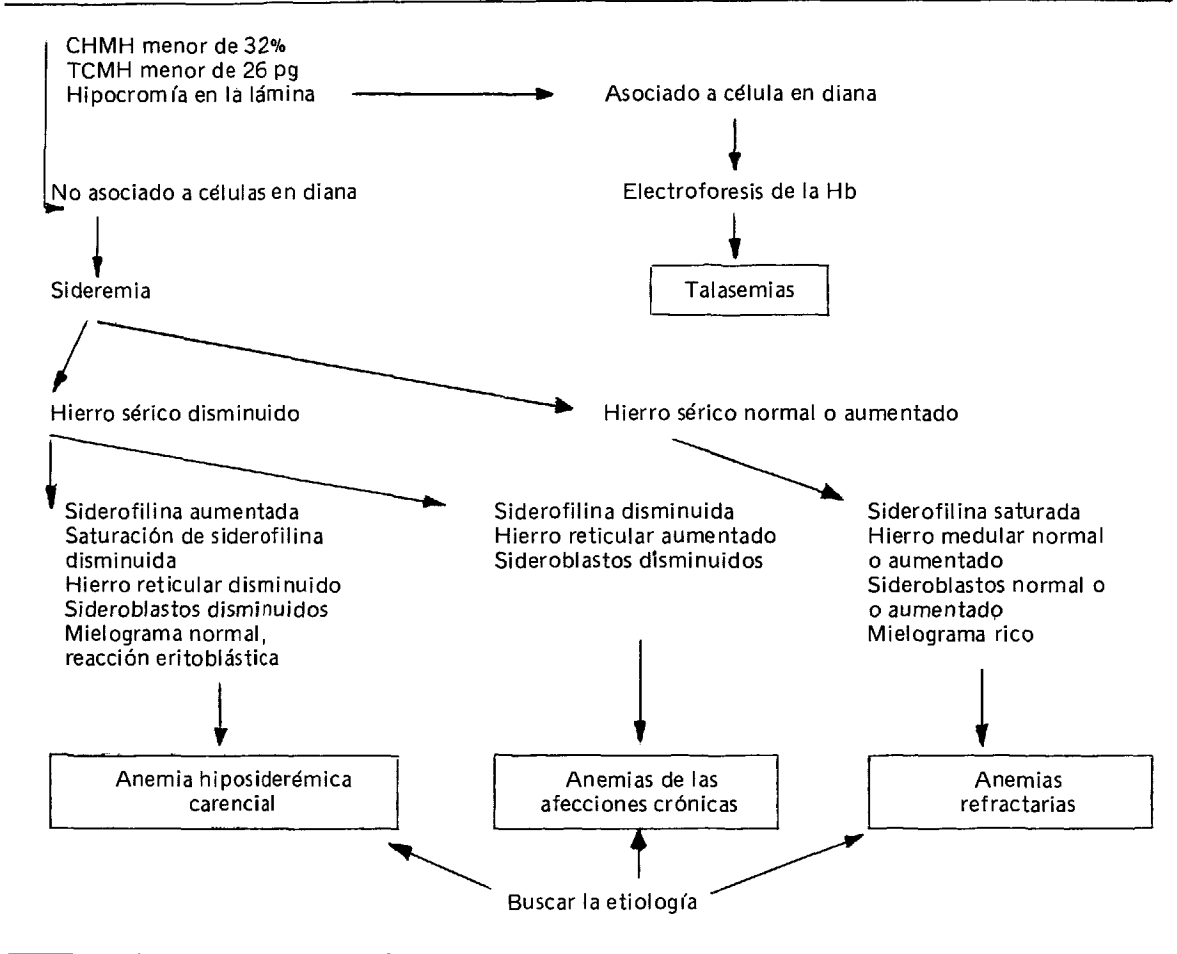 CHMH menor de 32%
TCMH menor de 26 pg
Hipocromía en la lámina
Asociado a célula en diana
No asociado a células en diana
Electroforesis de la Hb
Sideremia
Talasemias
Hierro sérico disminuido
Hierro sérico normal o aumentado
Siderofilina aumentada
Saturación de siderofilina
disminuida
Hierro reticular disminuido
Sideroblastos disminuidos
Mielograma normal,
reacción eritoblástica
Siderofilina disminuida
Hierro reticular aumentado
Sideroblastos disminuidos
Siderofilina saturada
Hierro medular normal
o aumentado
Sideroblastos normal o
o aumentado
Mielograma rico
Anemia hiposiderémica
carencial
Anemias de las
afecciones crónicas
Anemias
refractarias
Buscar la etiología